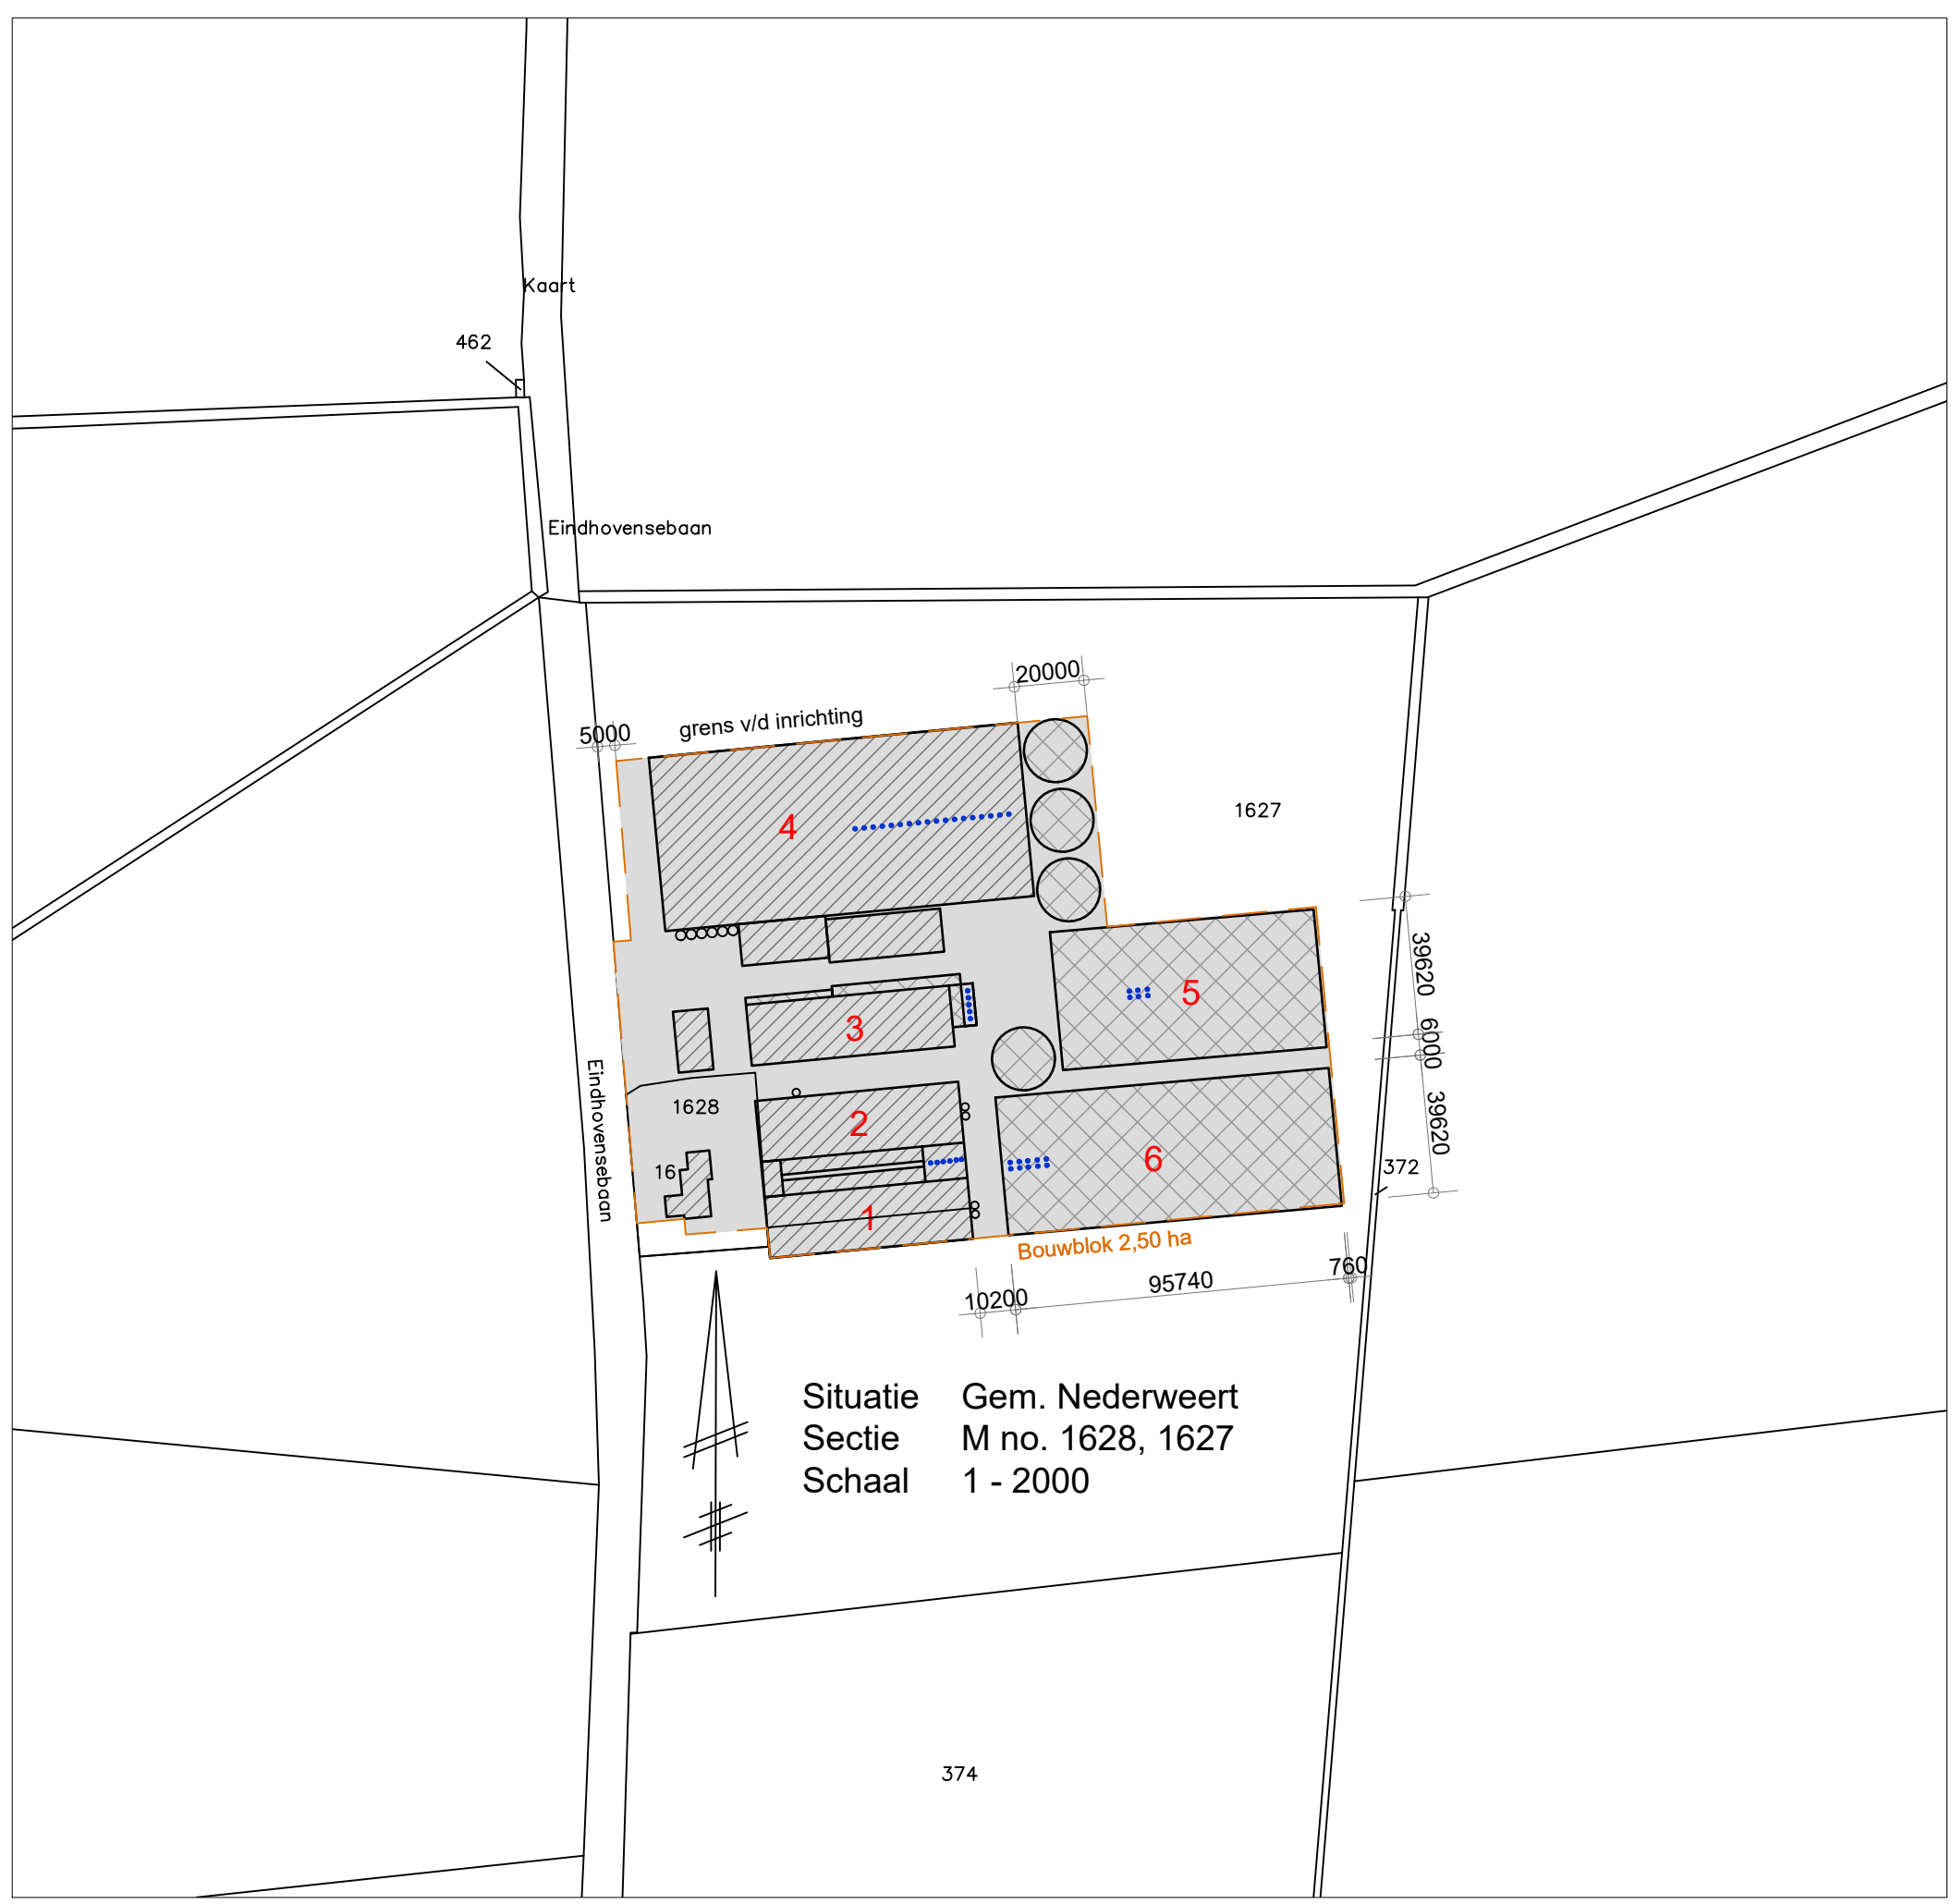 Kaart
462
Eindhovensebaan
20000
grens v/d inrichting
5000
1627
4
39620
5
6000
3
Eindhovensebaan
1628
2
39620
16
6
372
1
Bouwblok 2,50 ha
760
95740
10200
Situatie Gem. Nederweert
Sectie M no. 1628, 1627
Schaal 1 - 2000
374